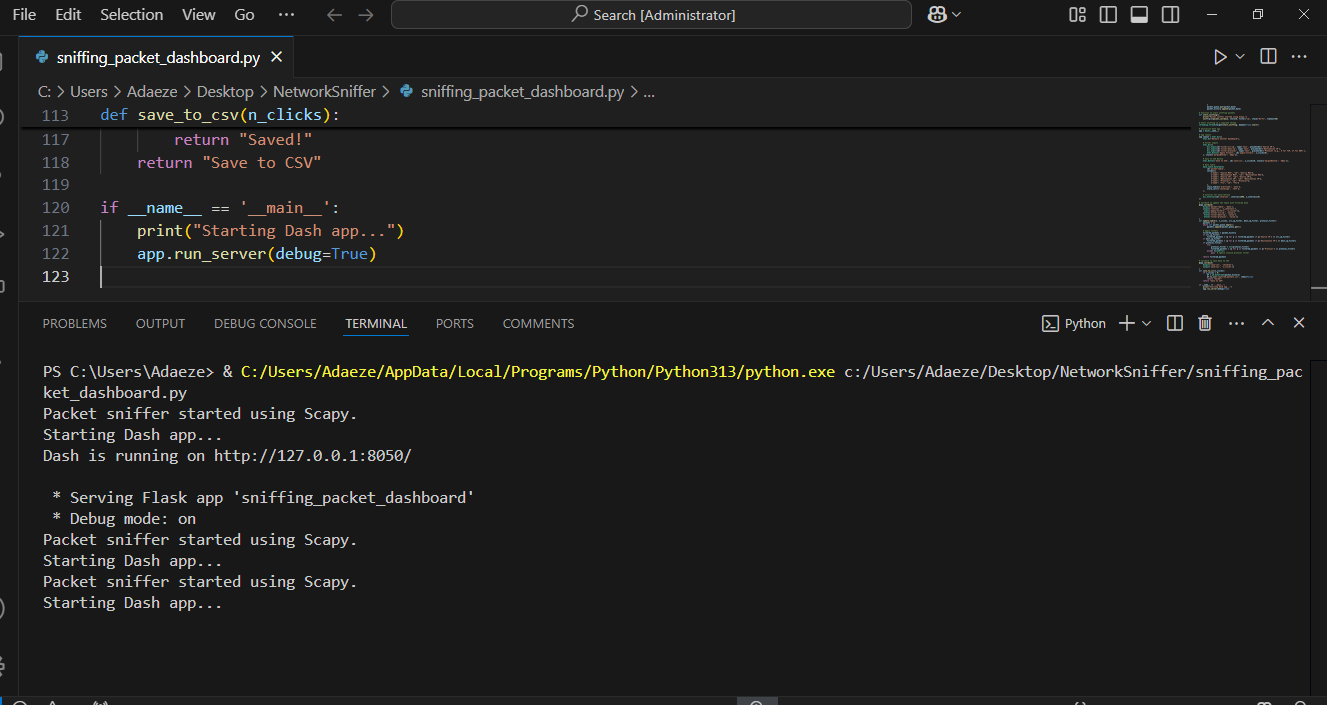 File Edit Selection View Go ··· Search [Administrator]
sniffing_packet_dashboard.py
C: > Users > Adaeze > Desktop > NetworkSniffer > sniffing_packet_dashboard.py > ...
113 def save_to_csv(n_clicks):
117 return "Saved!"
118 return "Save to CSV"
119
120 if __name__ == '__main__':
121 print("Starting Dash app...")
122 app.run_server(debug=True)
123
PROBLEMS OUTPUT DEBUG CONSOLE TERMINAL PORTS COMMENTS Python
PS C:\Users\Adaeze> & C:/Users/Adaeze/AppData/Local/Programs/Python/Python313/python.exe c:/Users/Adaeze/Desktop/NetworkSniffer/sniffing_pac
ket_dashboard.py
Packet sniffer started using Scapy.
Starting Dash app...
Dash is running on http://127.0.0.1:8050/
* Serving Flask app 'sniffing_packet_dashboard'
* Debug mode: on
Packet sniffer started using Scapy.
Starting Dash app...
Packet sniffer started using Scapy.
Starting Dash app...